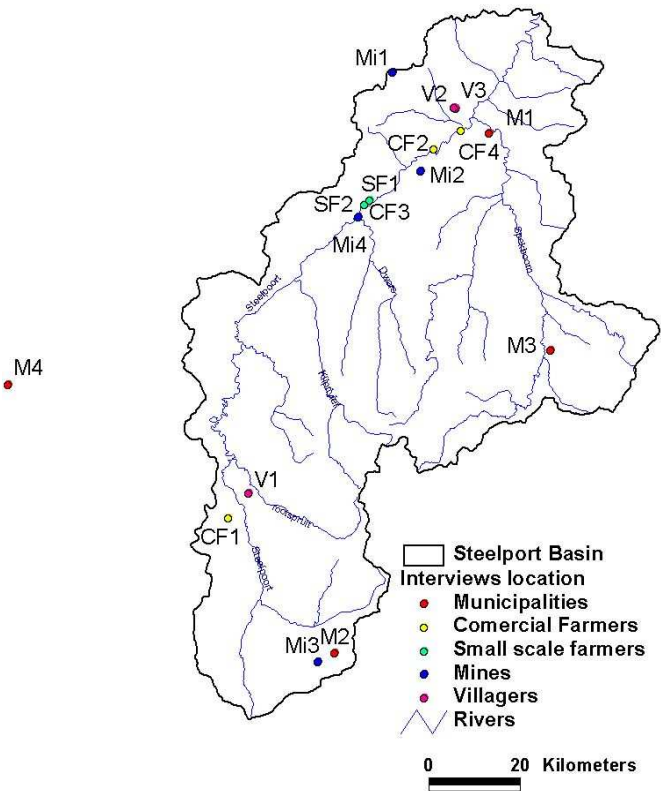 Mi1
V2 V3
M1
CF2
CF4
Mi2
SF1
SF2 CF3
Mi4
Steelpoort
Dwars
Spekboom
M3
M4
Klip
V1
CF1
Steelpoort
Mi3 M2
Steelport Basin
Interviews location
Municipalities
Comercial Farmers
Small scale farmers
Mines
Villagers
Rivers
0 20 Kilometers